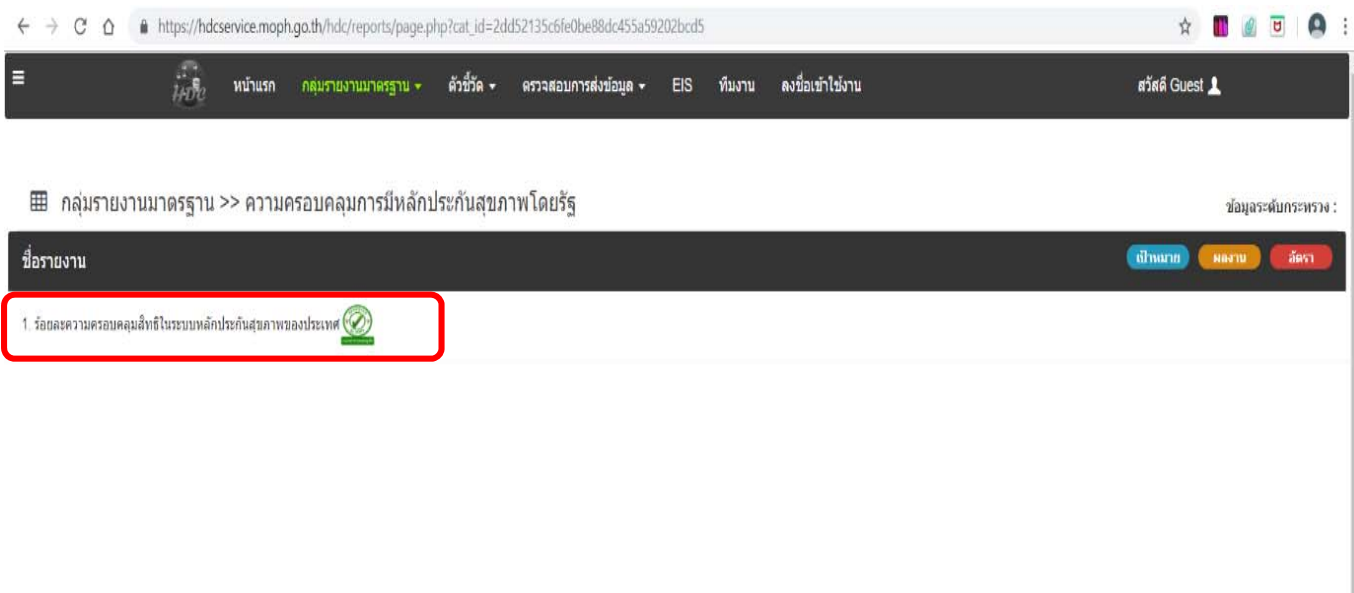 https://hdcservice.moph.go.th/hdc/reports/page.php?cat_id=2dd52135c6fe0be88dc455a59202bcd5
HDC หน้าแรก กลุ่มรายงานมาตรฐาน ตัวชี้วัด ตรวจสอบการส่งข้อมูล EIS ทีมงาน ลงชื่อเข้าใช้งาน สวัสดี Guest
กลุ่มรายงานมาตรฐาน >> ความครอบคลุมการมีหลักประกันสุขภาพโดยรัฐ
ข้อมูลระดับกระทรวง :
ชื่อรายงาน เป้าหมาย ผลงาน อัตรา
1. ร้อยละความครอบคลุมสิทธิในระบบหลักประกันสุขภาพของประเทศ